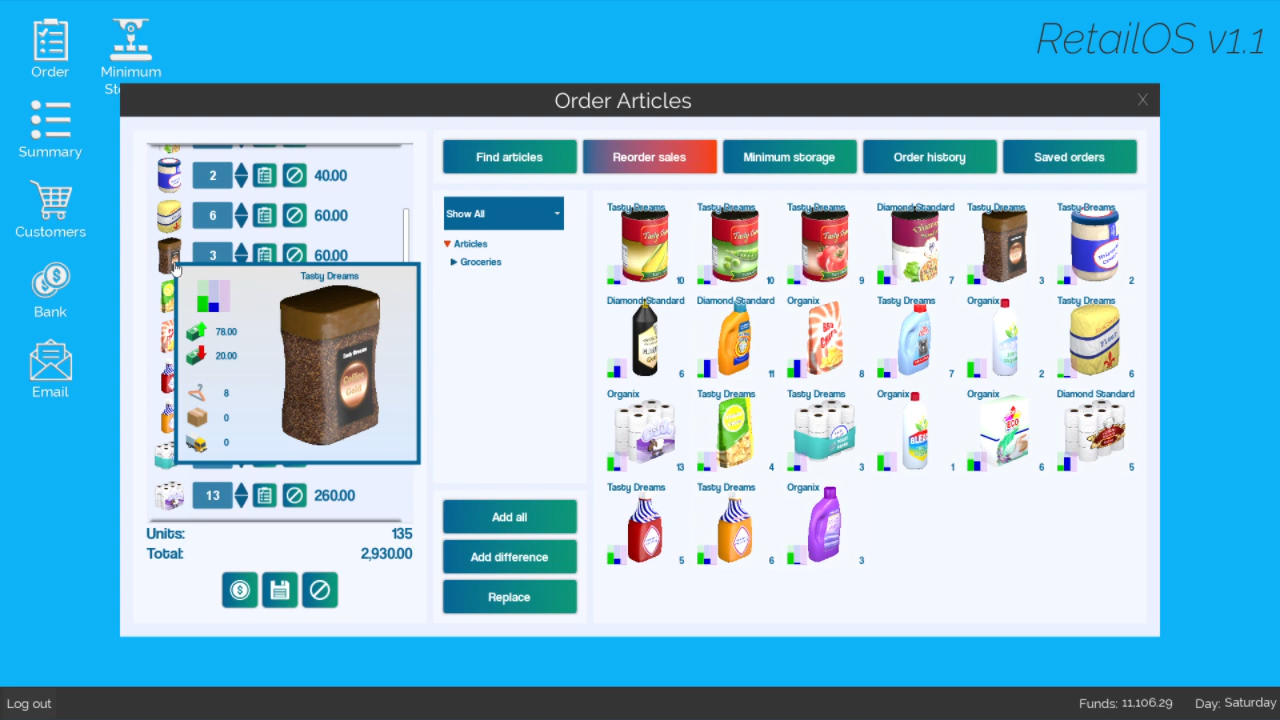 RetailOS v1.1
Order
Minimum
Summary
Customers
Bank
Email
Order Articles
X
2 40.00
6 60.00
3 60.00
Tasty Dreams
78.00
20.00
8
0
0
13 260.00
Units: 135
Total: 2,930.00
Find articles
Reorder sales
Minimum storage
Order history
Saved orders
Show All
Articles
Groceries
Add all
Add difference
Replace
Tasty Dreams Tasty Dreams Tasty Dreams Diamond Standard Tasty Dreams Tasty Dreams
10 10 9 7 3 2
Diamond Standard Diamond Standard Organix Tasty Dreams Organix Tasty Dreams
6 11 8 7 2 6
Organix Tasty Dreams Tasty Dreams Organix Organix Diamond Standard
13 4 3 1 6 5
Tasty Dreams Tasty Dreams Organix
5 6 3
Log out
Funds: 11,106.29 Day: Saturday